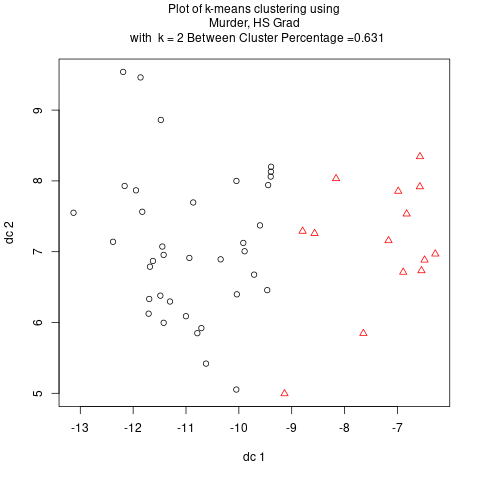 Plot of k-means clustering using
Murder, HS Grad
with  k = 2 Between Cluster Percentage =0.631
9
8
dc 2
7
6
5
-13 -12 -11 -10 -9 -8 -7
dc 1